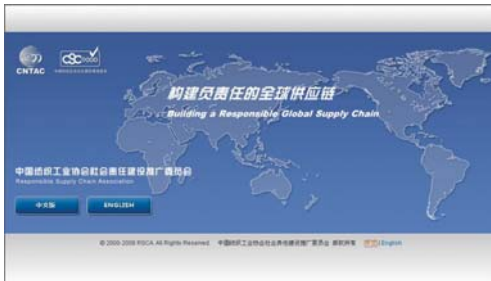 CNTAC
构建负责任的全球供应链
Building a Responsible Global Supply Chain
中国纺织工业协会社会责任建设推广委员会
Responsible Supply Chain Association
中文版 ENGLISH
All Rights Reserved. 中国纺织工业协会社会责任建设推广委员会 版权所有 中文 | English